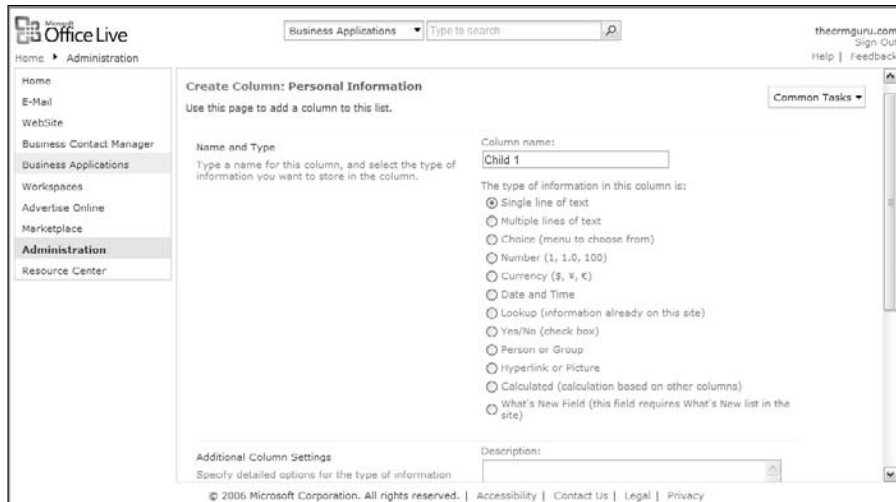 Microsoft
Office Live
Business Applications
Type to search
theormguru.com
Sign Out
Home ▸ Administration
Help | Feedback
Home
E-Mail
WebSite
Business Contact Manager
Business Applications
Workspaces
Advertise Online
Marketplace
Administration
Resource Center
Create Column: Personal Information
Use this page to add a column to this list.
Common Tasks
Name and Type
Type a name for this column, and select the type of
information you want to store in the column.
Column name:
Child 1
The type of information in this column is:
Single line of text
Multiple lines of text
Choice (menu to choose from)
Number (1, 1.0, 100)
Currency ($, ¥, €)
Date and Time
Lookup (information already on this site)
Yes/No (check box)
Person or Group
Hyperlink or Picture
Calculated (calculation based on other columns)
What's New Field (this field requires What's New list in the
site)
Additional Column Settings
Specify detailed options for the type of information
Description:
© 2006 Microsoft Corporation. All rights reserved. | Accessibility | Contact Us | Legal | Privacy